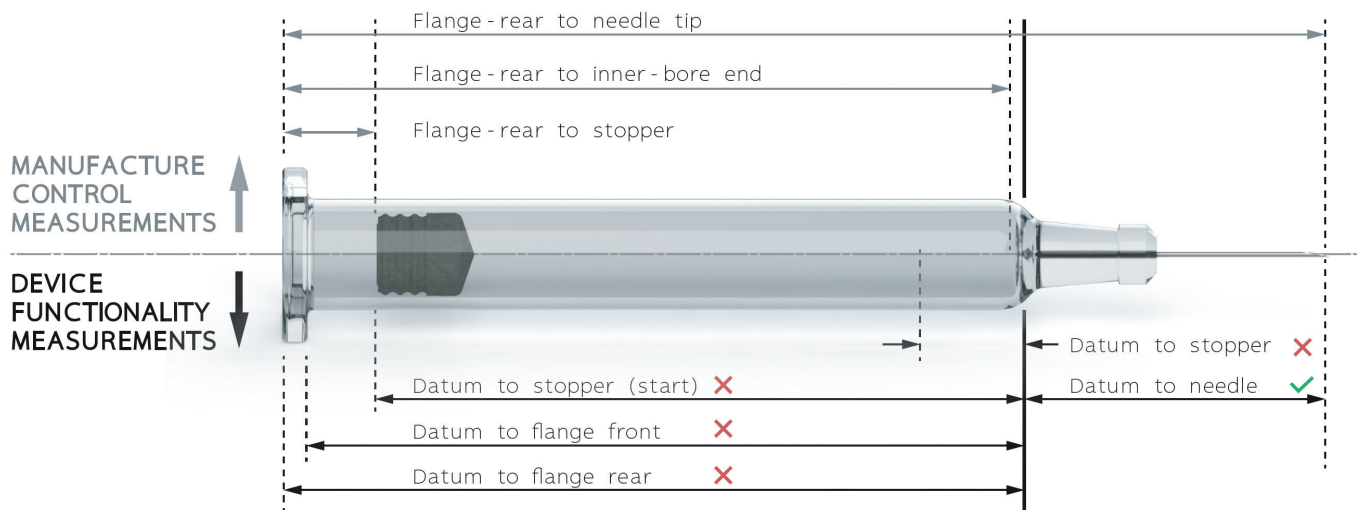 Flange-rear to needle tip
Flange-rear to inner-bore end
Flange-rear to stopper
MANUFACTURE
CONTROL
MEASUREMENTS
DEVICE
FUNCTIONALITY
MEASUREMENTS
Datum to stopper
Datum to stopper (start)
Datum to needle
Datum to flange front
Datum to flange rear